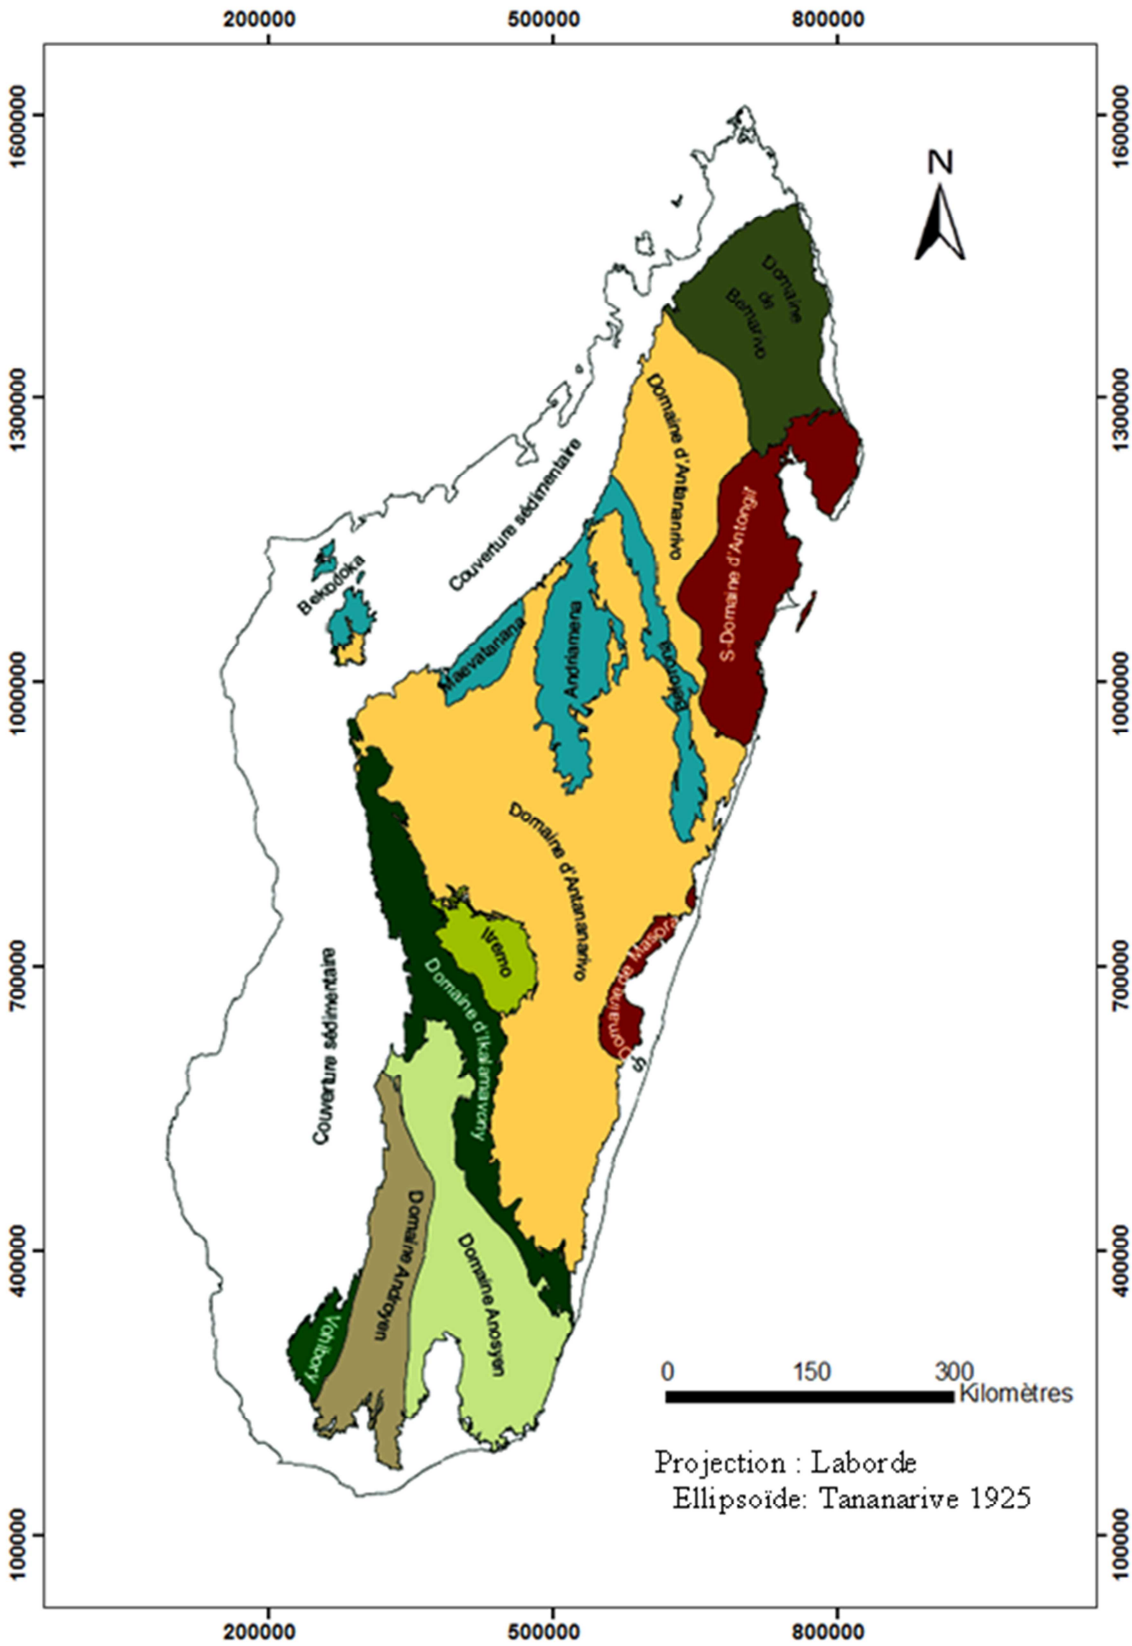 200000
500000
800000
1600000
1600000
N
Domaine
de
Bemarivo
1300000
1300000
Domaine d'Antananarivo
Couverture sédimentaire
S-Domaine d'Antongil
Bekodoka
Maevatanana
Andriamena
Beforona
1000000
1000000
Domaine d'Antananarivo
Itremo
S-Domaine de Masora
700000
700000
Domaine d'Ikalamavony
Couverture sédimentaire
Domaine Androyen
Domaine Anosyen
400000
400000
Vohibory
0
150
300
Kilomètres
Projection : Laborde
Ellipsoïde: Tananarive 1925
100000
100000
200000
500000
800000